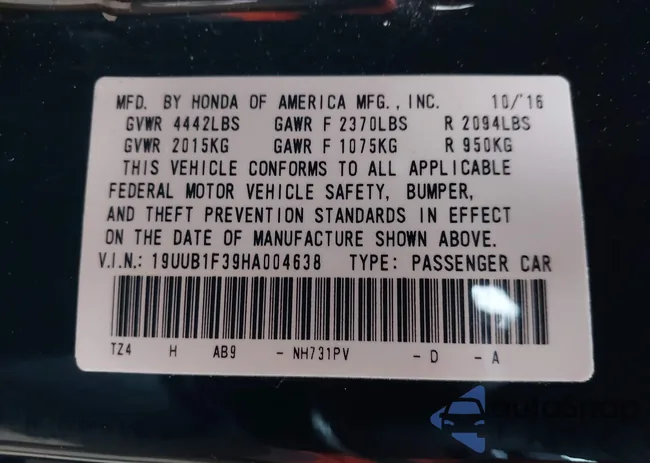 MFD. BY HONDA OF AMERICA MFG., INC. 10/'16
GVWR 4442LBS GAWR F 2370LBS R 2094LBS
GVWR 2015KG GAWR F 1075KG R 950KG
THIS VEHICLE CONFORMS TO ALL APPLICABLE
FEDERAL MOTOR VEHICLE SAFETY, BUMPER,
AND THEFT PREVENTION STANDARDS IN EFFECT
ON THE DATE OF MANUFACTURE SHOWN ABOVE.
V.I.N.: 19UUB1F39HA004638 TYPE: PASSENGER CAR
TZ4 H AB9 - NH731PV - D - A
autoSnap